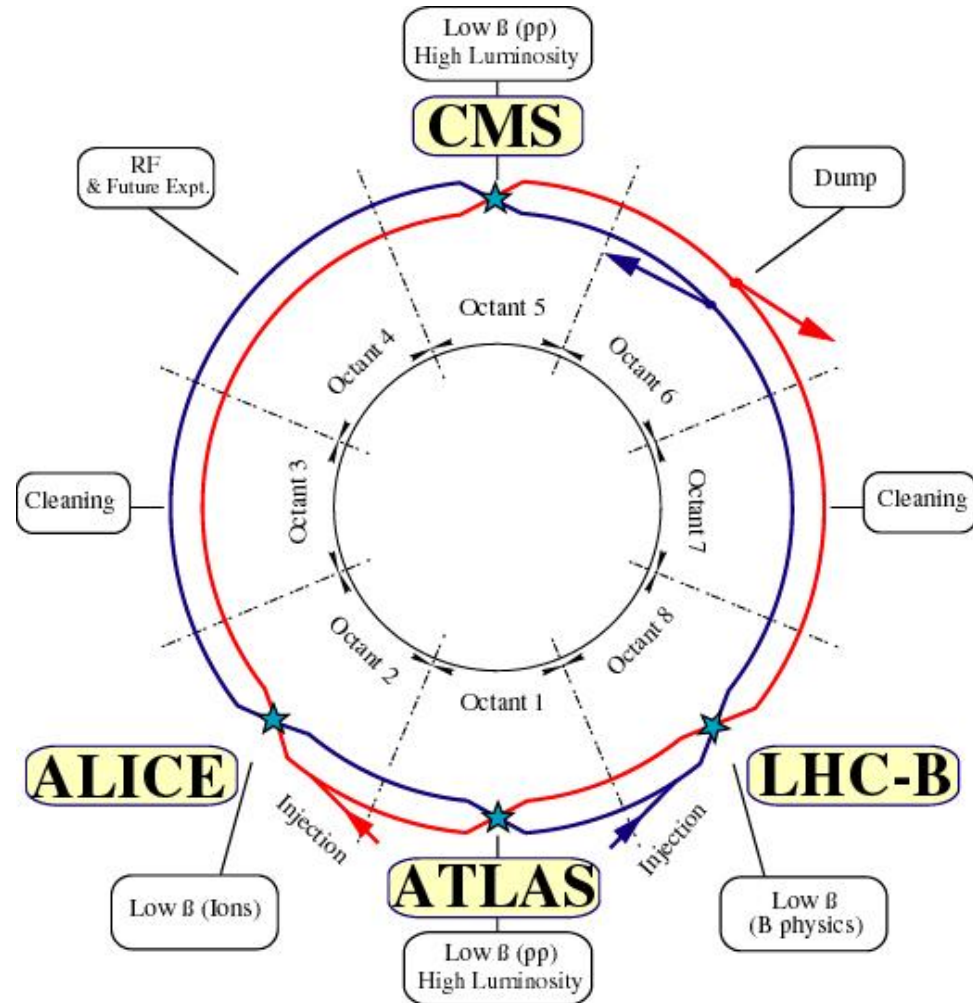 Low ß (pp)
High Luminosity
CMS
RF
& Future Expt.
Dump
Octant 5
Octant 4
Octant 6
Cleaning
Octant 3
Octant 7
Cleaning
Octant 2
Octant 8
Octant 1
ALICE
LHC-B
Injection
Injection
ATLAS
Low ß (Ions)
Low ß
(B physics)
Low ß (pp)
High Luminosity